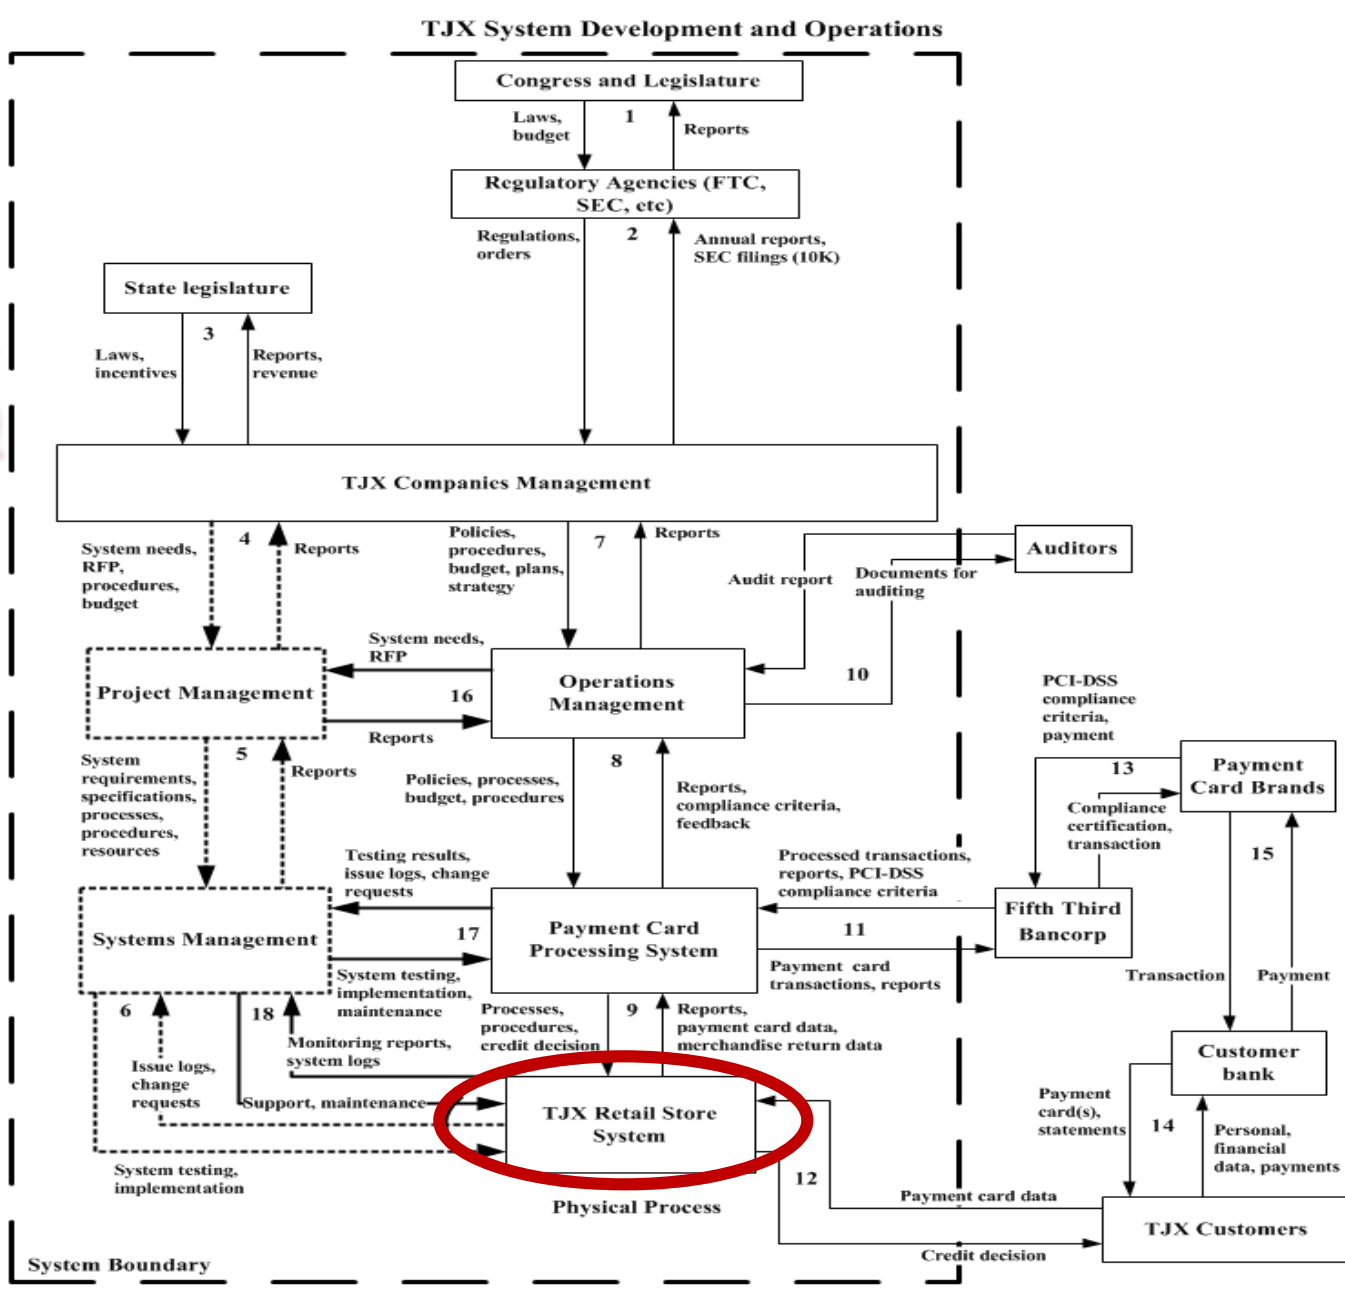 TJX System Development and Operations
Congress and Legislature
Laws,
budget
1
Reports
Regulatory Agencies (FTC,
SEC, etc)
Regulations,
orders
2
Annual reports,
SEC filings (10K)
State legislature
3
Laws,
incentives
Reports,
revenue
TJX Companies Management
System needs,
RFP,
procedures,
budget
4
Reports
Policies,
procedures,
budget, plans,
strategy
7
Reports
Auditors
Audit report
Documents for
auditing
System needs,
RFP
Project Management
16
Operations
Management
10
Reports
PCI-DSS
compliance
criteria,
payment
System
requirements,
specifications,
processes,
procedures,
resources
5
Reports
Policies, processes,
budget, procedures
8
Reports,
compliance criteria,
feedback
13
Payment
Card Brands
Compliance
certification,
transaction
Testing results,
issue logs, change
requests
Processed transactions,
reports, PCI-DSS
compliance criteria
15
Systems Management
17
Payment Card
Processing System
11
Fifth Third
Bancorp
System testing,
implementation,
maintenance
Payment card
transactions, reports
Transaction
Payment
6
18
Processes,
procedures,
credit decision
9
Reports,
payment card data,
merchandise return data
Monitoring reports,
system logs
Issue logs,
change
requests
Support, maintenance
Customer
bank
TJX Retail Store
System
Payment
card(s),
statements
14
Personal,
financial
data, payments
System testing,
implementation
12
Physical Process
Payment card data
TJX Customers
Credit decision
System Boundary